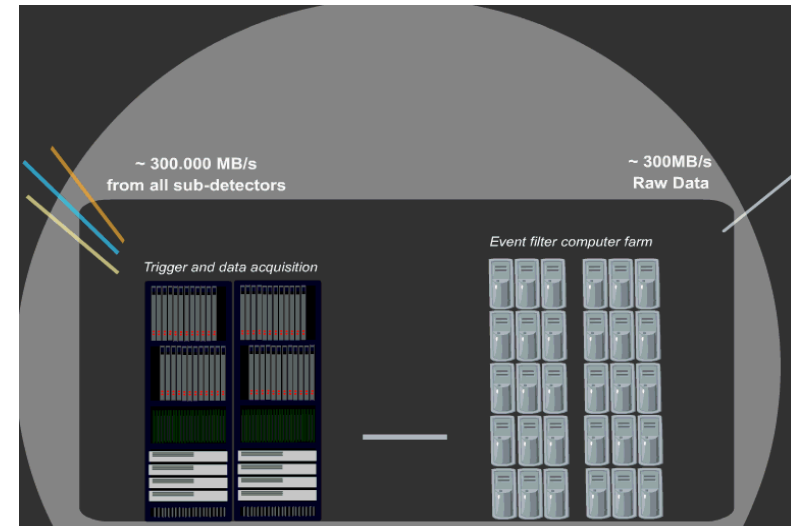 ~ 300.000 MB/s
from all sub-detectors
~ 300MB/s
Raw Data
Trigger and data acquisition
Event filter computer farm